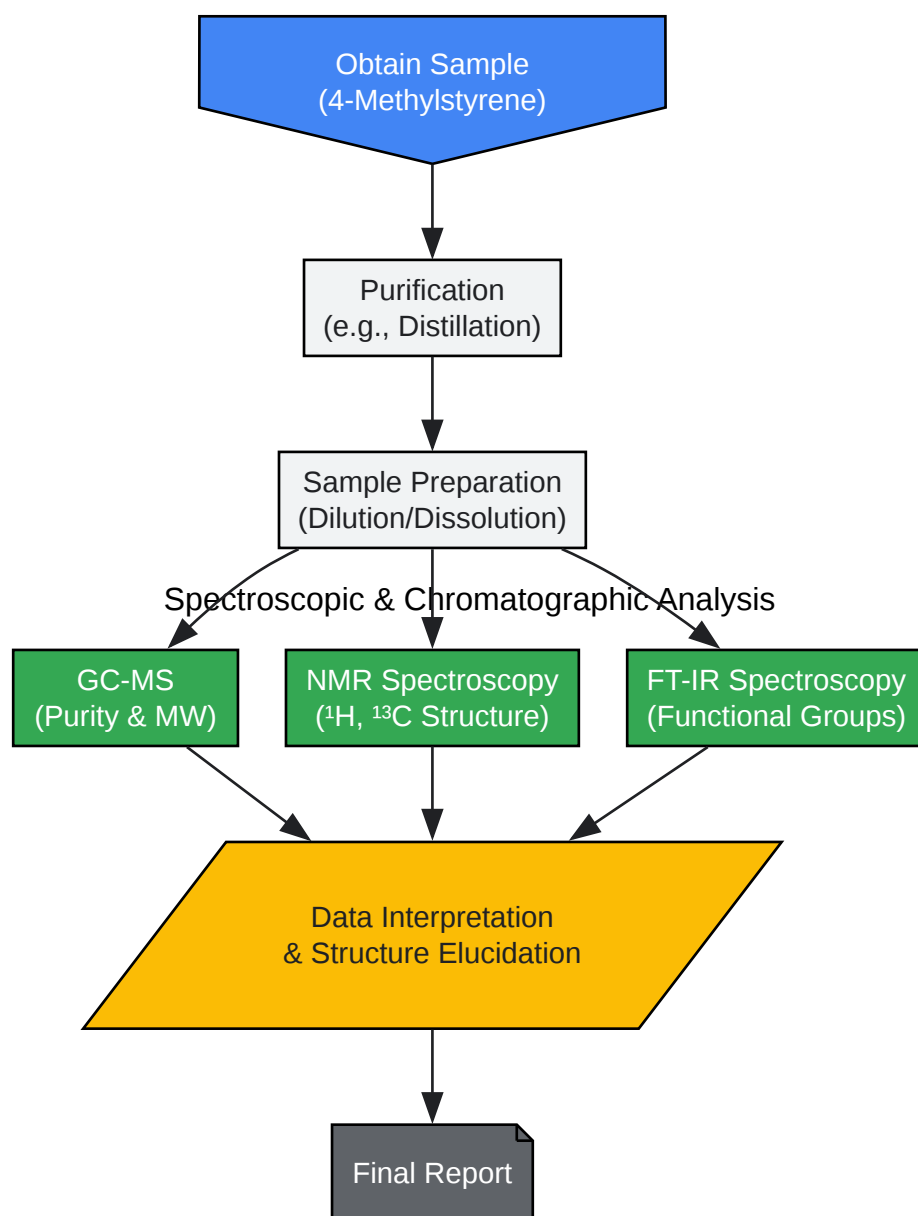 Obtain Sample
(4-Methylstyrene)
Purification
(e.g., Distillation)
Sample Preparation
(Dilution/Dissolution)
Spectroscopic & Chromatographic Analysis
GC-MS
(Purity & MW)
NMR Spectroscopy
(¹H, ¹³C Structure)
FT-IR Spectroscopy
(Functional Groups)
Data Interpretation
& Structure Elucidation
Final Report